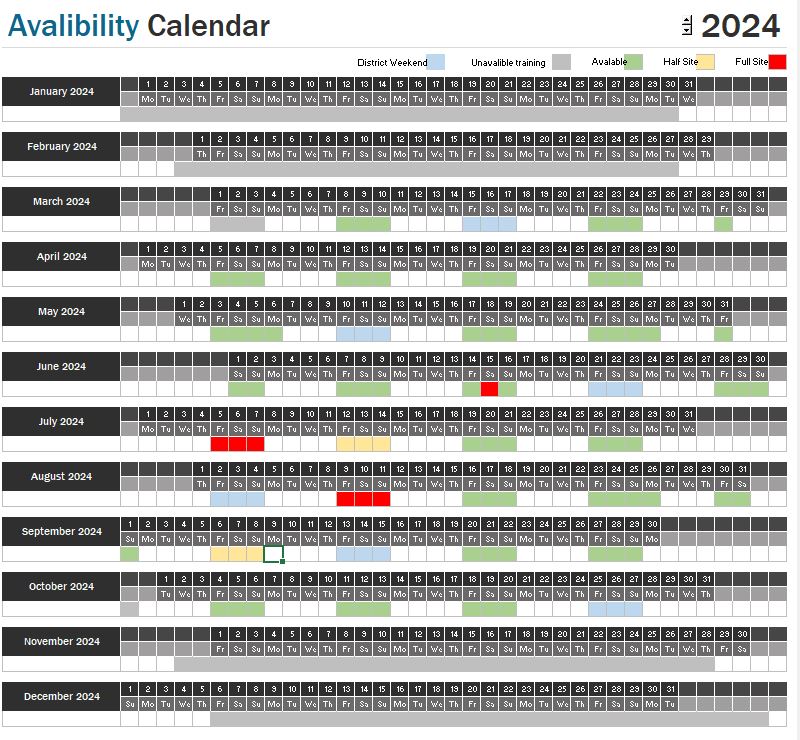 Avalibility Calendar 2024
District Weekend Unavalible training Available Half Site Full Site
January 2024
1 2 3 4 5 6 7 8 9 10 11 12 13 14 15 16 17 18 19 20 21 22 23 24 25 26 27 28 29 30 31
Mo Tu We Th Fr Sa Su Mo Tu We Th Fr Sa Su Mo Tu We Th Fr Sa Su Mo Tu We Th Fr Sa Su Mo Tu We
February 2024
1 2 3 4 5 6 7 8 9 10 11 12 13 14 15 16 17 18 19 20 21 22 23 24 25 26 27 28 29
Th Fr Sa Su Mo Tu We Th Fr Sa Su Mo Tu We Th Fr Sa Su Mo Tu We Th Fr Sa Su Mo Tu We Th
March 2024
1 2 3 4 5 6 7 8 9 10 11 12 13 14 15 16 17 18 19 20 21 22 23 24 25 26 27 28 29 30 31
Fr Sa Su Mo Tu We Th Fr Sa Su Mo Tu We Th Fr Sa Su Mo Tu We Th Fr Sa Su Mo Tu We Th Fr Sa Su
April 2024
1 2 3 4 5 6 7 8 9 10 11 12 13 14 15 16 17 18 19 20 21 22 23 24 25 26 27 28 29 30
Mo Tu We Th Fr Sa Su Mo Tu We Th Fr Sa Su Mo Tu We Th Fr Sa Su Mo Tu We Th Fr Sa Su Mo Tu
May 2024
1 2 3 4 5 6 7 8 9 10 11 12 13 14 15 16 17 18 19 20 21 22 23 24 25 26 27 28 29 30 31
We Th Fr Sa Su Mo Tu We Th Fr Sa Su Mo Tu We Th Fr Sa Su Mo Tu We Th Fr Sa Su Mo Tu We Th Fr
June 2024
1 2 3 4 5 6 7 8 9 10 11 12 13 14 15 16 17 18 19 20 21 22 23 24 25 26 27 28 29 30
Sa Su Mo Tu We Th Fr Sa Su Mo Tu We Th Fr Sa Su Mo Tu We Th Fr Sa Su Mo Tu We Th Fr Sa Su
July 2024
1 2 3 4 5 6 7 8 9 10 11 12 13 14 15 16 17 18 19 20 21 22 23 24 25 26 27 28 29 30 31
Mo Tu We Th Fr Sa Su Mo Tu We Th Fr Sa Su Mo Tu We Th Fr Sa Su Mo Tu We Th Fr Sa Su Mo Tu We
August 2024
1 2 3 4 5 6 7 8 9 10 11 12 13 14 15 16 17 18 19 20 21 22 23 24 25 26 27 28 29 30 31
Th Fr Sa Su Mo Tu We Th Fr Sa Su Mo Tu We Th Fr Sa Su Mo Tu We Th Fr Sa Su Mo Tu We Th Fr Sa
September 2024
1 2 3 4 5 6 7 8 9 10 11 12 13 14 15 16 17 18 19 20 21 22 23 24 25 26 27 28 29 30
Su Mo Tu We Th Fr Sa Su Mo Tu We Th Fr Sa Su Mo Tu We Th Fr Sa Su Mo Tu We Th Fr Sa Su Mo
October 2024
1 2 3 4 5 6 7 8 9 10 11 12 13 14 15 16 17 18 19 20 21 22 23 24 25 26 27 28 29 30 31
Tu We Th Fr Sa Su Mo Tu We Th Fr Sa Su Mo Tu We Th Fr Sa Su Mo Tu We Th Fr Sa Su Mo Tu We Th
November 2024
1 2 3 4 5 6 7 8 9 10 11 12 13 14 15 16 17 18 19 20 21 22 23 24 25 26 27 28 29 30
Fr Sa Su Mo Tu We Th Fr Sa Su Mo Tu We Th Fr Sa Su Mo Tu We Th Fr Sa Su Mo Tu We Th Fr Sa
December 2024
1 2 3 4 5 6 7 8 9 10 11 12 13 14 15 16 17 18 19 20 21 22 23 24 25 26 27 28 29 30 31
Su Mo Tu We Th Fr Sa Su Mo Tu We Th Fr Sa Su Mo Tu We Th Fr Sa Su Mo Tu We Th Fr Sa Su Mo Tu